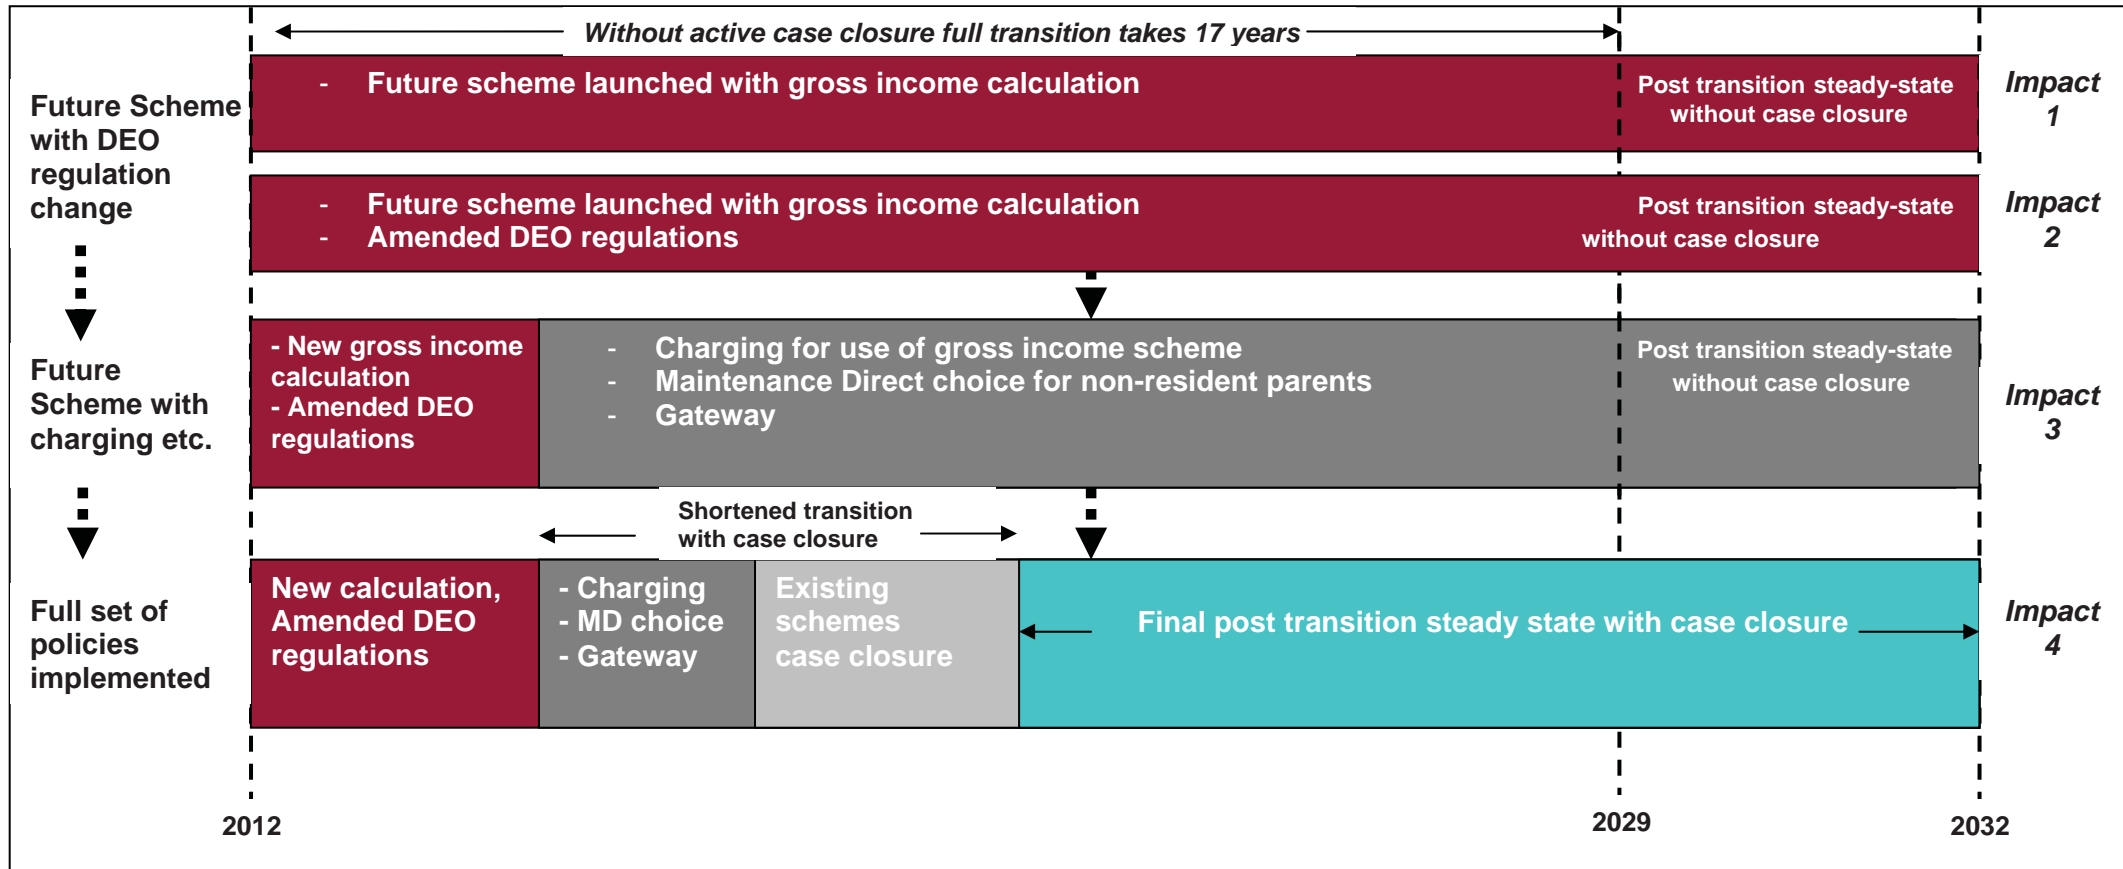 Without active case closure full transition takes 17 years
Future Scheme
with DEO
regulation
change
- Future scheme launched with gross income calculation
Post transition steady-state
without case closure
Impact
1
- Future scheme launched with gross income calculation
- Amended DEO regulations
Post transition steady-state
without case closure
Impact
2
Future
Scheme with
charging etc.
- New gross income
calculation
- Amended DEO
regulations
- Charging for use of gross income scheme
- Maintenance Direct choice for non-resident parents
- Gateway
Post transition steady-state
without case closure
Impact
3
Shortened transition
with case closure
Full set of
policies
implemented
New calculation,
Amended DEO
regulations
- Charging
- MD choice
- Gateway
Existing
schemes
case closure
Final post transition steady state with case closure
Impact
4
2012
2029
2032